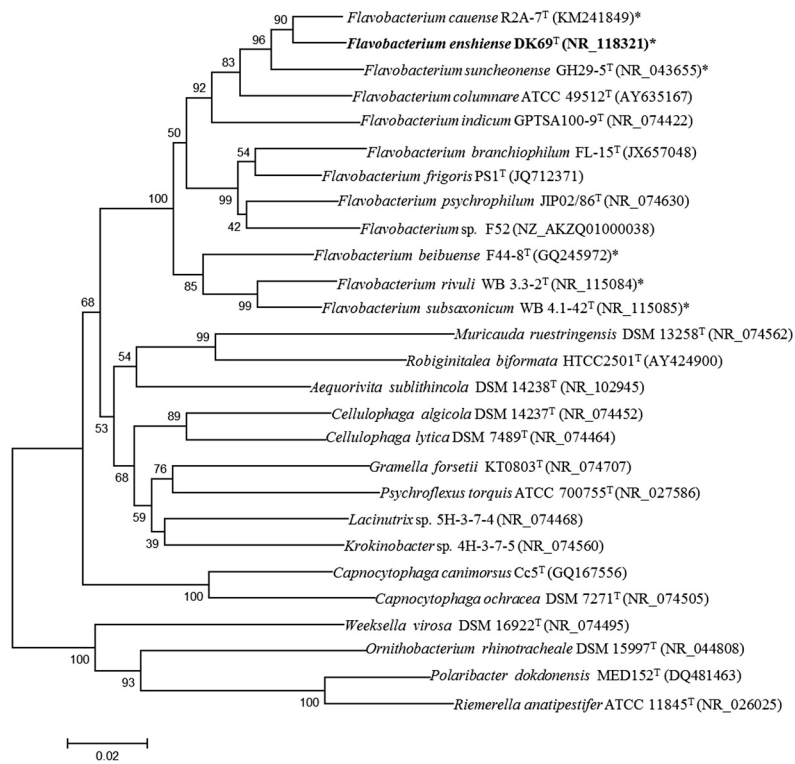 90
Flavobacterium cauense R2A-7T (KM241849)*
96
Flavobacterium enshiense DK69T (NR_118321)*
83
Flavobacterium suncheonense GH29-5T (NR_043655)*
92
Flavobacterium columnare ATCC 49512T (AY635167)
Flavobacterium indicum GPTSA100-9T (NR_074422)
50
54
Flavobacterium branchiophilum FL-15T (JX657048)
Flavobacterium frigoris PS1T (JQ712371)
100
99
Flavobacterium psychrophilum JIP02/86T (NR_074630)
42
Flavobacterium sp. F52 (NZ_AKZQ01000038)
Flavobacterium beibuense F44-8T (GQ245972)*
85
Flavobacterium rivuli WB 3.3-2T (NR_115084)*
99
Flavobacterium subsaxonicum WB 4.1-42T (NR_115085)*
68
Muricauda ruestringensis DSM 13258T (NR_074562)
99
54
Robiginitalea biformata HTCC2501T (AY424900)
Aequorivita sublithincola DSM 14238T (NR_102945)
53
89
Cellulophaga algicola DSM 14237T (NR_074452)
Cellulophaga lytica DSM 7489T (NR_074464)
68
76
Gramella forsetii KT0803T (NR_074707)
Psychroflexus torquis ATCC 700755T (NR_027586)
59
Lacinutrix sp. 5H-3-7-4 (NR_074468)
39
Krokinobacter sp. 4H-3-7-5 (NR_074560)
Capnocytophaga canimorsus Cc5T (GQ167556)
100
Capnocytophaga ochracea DSM 7271T (NR_074505)
Weeksella virosa DSM 16922T (NR_074495)
100
Ornithobacterium rhinotracheale DSM 15997T (NR_044808)
93
Polaribacter dokdonensis MED152T (DQ481463)
100
Riemerella anatipestifer ATCC 11845T (NR_026025)
0.02